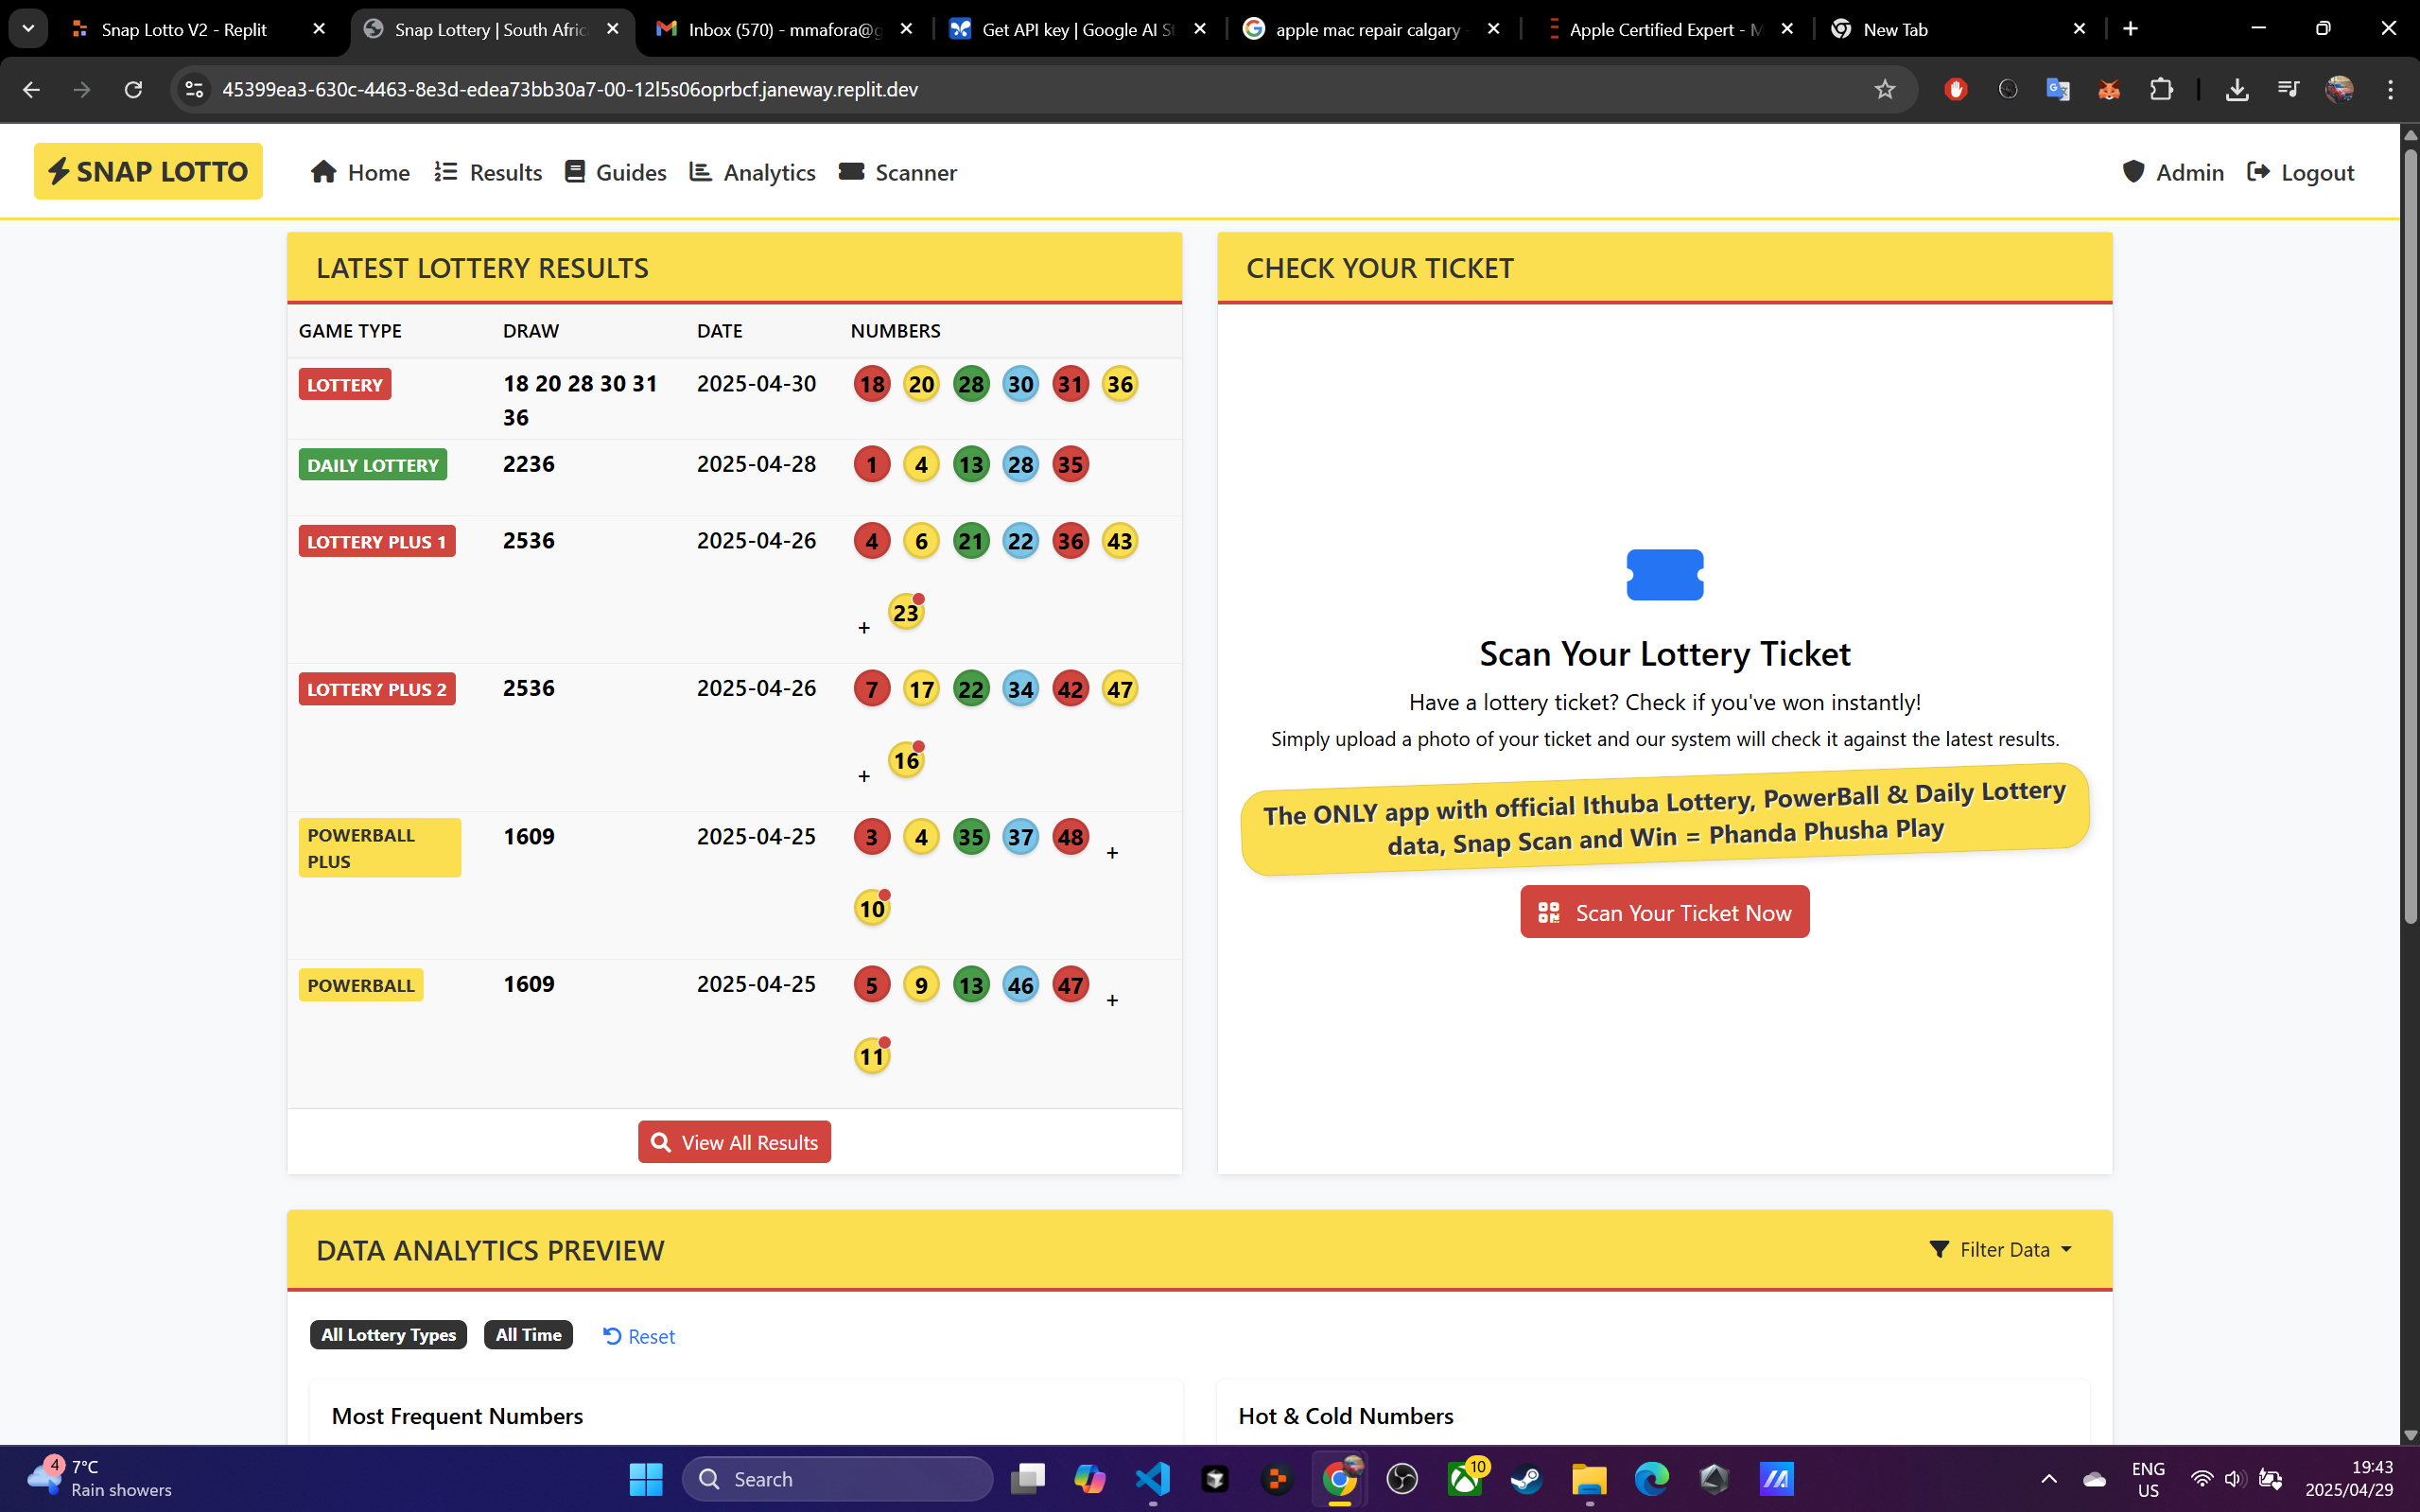 Snap Lotto V2 - Replit
Snap Lottery | South Afric
Inbox (570) - mmafora@g
Get API key | Google AI St
apple mac repair calgary
Apple Certified Expert - M
New Tab
45399ea3-630c-4463-8e3d-edea73bb30a7-00-12l5s06oprbcf.janeway.replit.dev
SNAP LOTTO
Home
Results
Guides
Analytics
Scanner
Admin
Logout
LATEST LOTTERY RESULTS
GAME TYPE DRAW DATE NUMBERS
LOTTERY 18 20 28 30 31 2025-04-30 18 20 28 30 31 36
36
DAILY LOTTERY 2236 2025-04-28 1 4 13 28 35
LOTTERY PLUS 1 2536 2025-04-26 4 6 21 22 36 43
+ 23
LOTTERY PLUS 2 2536 2025-04-26 7 17 22 34 42 47
+ 16
POWERBALL 1609 2025-04-25 3 4 35 37 48 +
PLUS
10
POWERBALL 1609 2025-04-25 5 9 13 46 47 +
11
View All Results
CHECK YOUR TICKET
Scan Your Lottery Ticket
Have a lottery ticket? Check if you've won instantly!
Simply upload a photo of your ticket and our system will check it against the latest results.
The ONLY app with official Ithuba Lottery, PowerBall & Daily Lottery
data, Snap Scan and Win = Phanda Phusha Play
Scan Your Ticket Now
DATA ANALYTICS PREVIEW
Filter Data
All Lottery Types All Time Reset
Most Frequent Numbers
Hot & Cold Numbers
4
7°C
Rain showers
Search
10
ENG
US
19:43
2025/04/29